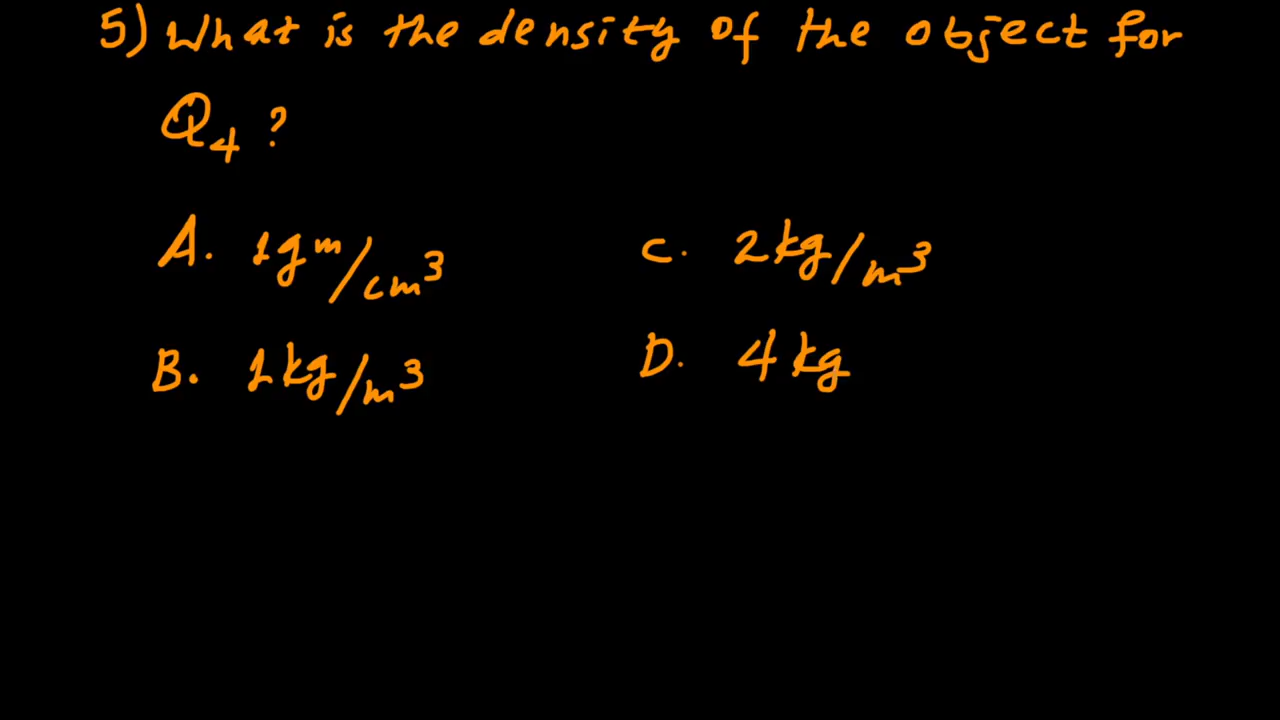 5) What is the density of the object for
Q₄ ?
A. 1gm/cm³
C. 2kg/m³
B. 1kg/m³
D. 4kg